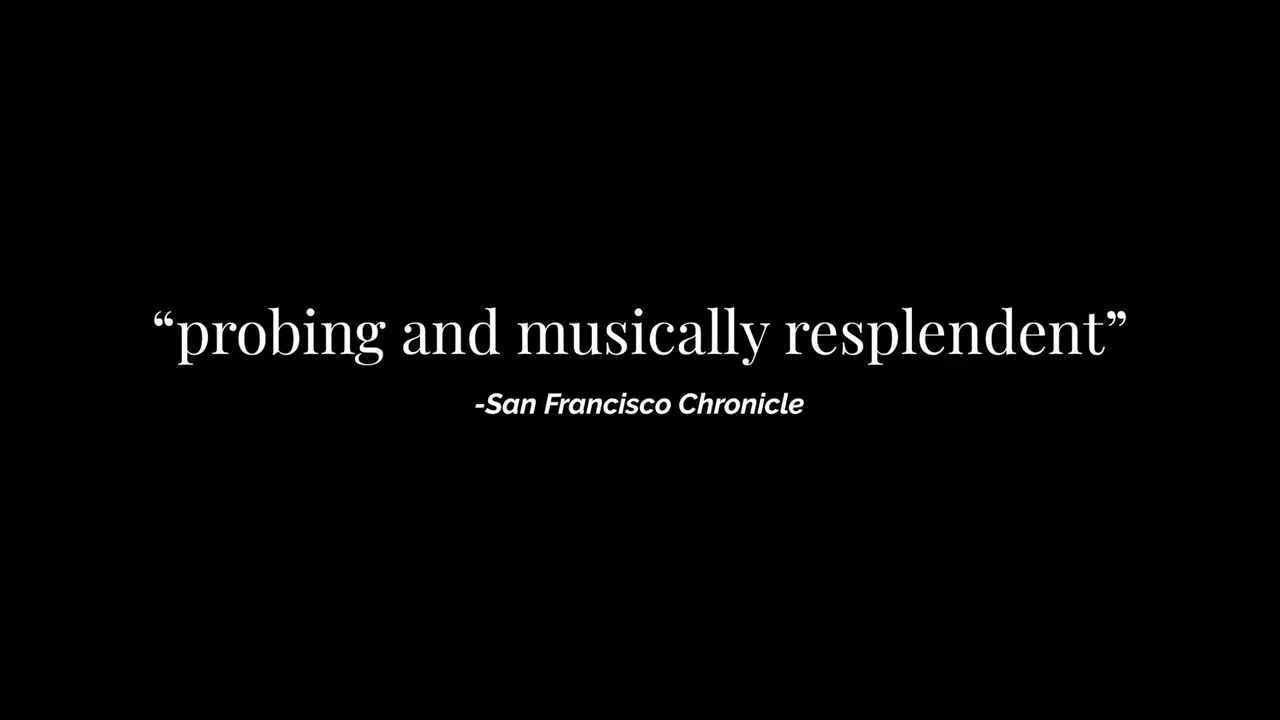 “probing and musically resplendent”
-San Francisco Chronicle